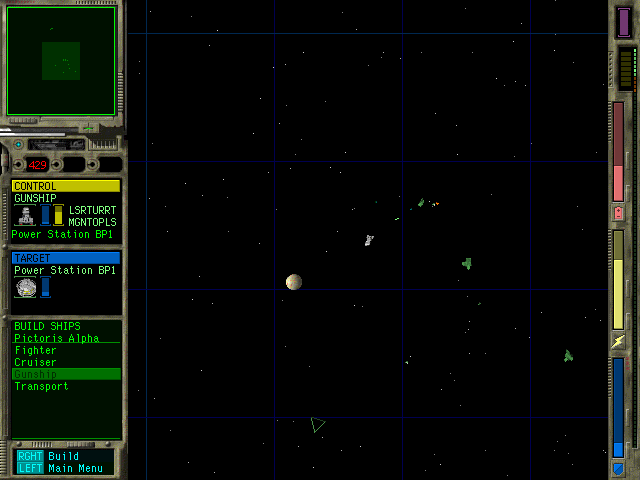 429
CONTROL
GUNSHIP
LSRTURRT
MGNTOPLS
Power Station BP1
TARGET
Power Station BP1
BUILD SHIPS
Pictoris Alpha
Fighter
Cruiser
Gunship
Transport
RGHT Build
LEFT Main Menu